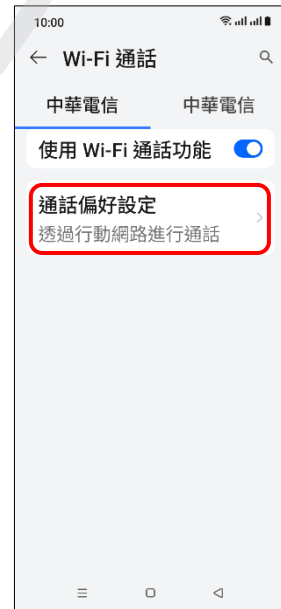 10:00
Wi-Fi 通話
中華電信 中華電信
使用 Wi-Fi 通話功能
通話偏好設定
透過行動網路進行通話